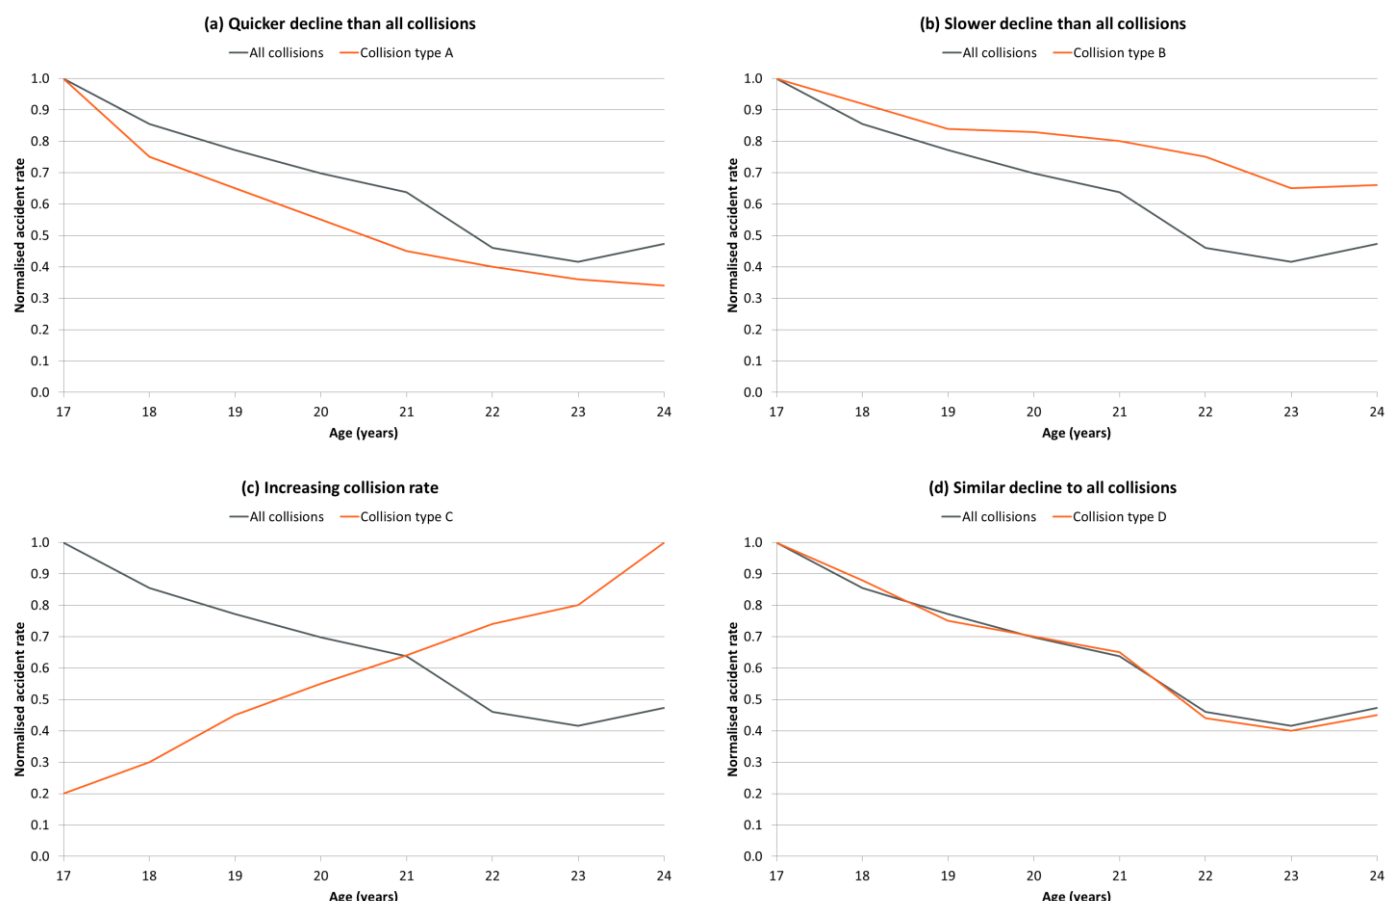 (a) Quicker decline than all collisions
All collisions Collision type A
Normalised accident rate
1.0
0.9
0.8
0.7
0.6
0.5
0.4
0.3
0.2
0.1
0.0
17 18 19 20 21 22 23 24
Age (years)
(b) Slower decline than all collisions
All collisions Collision type B
Normalised accident rate
1.0
0.9
0.8
0.7
0.6
0.5
0.4
0.3
0.2
0.1
0.0
17 18 19 20 21 22 23 24
Age (years)
(c) Increasing collision rate
All collisions Collision type C
Normalised accident rate
1.0
0.9
0.8
0.7
0.6
0.5
0.4
0.3
0.2
0.1
0.0
17 18 19 20 21 22 23 24
Age (years)
(d) Similar decline to all collisions
All collisions Collision type D
Normalised accident rate
1.0
0.9
0.8
0.7
0.6
0.5
0.4
0.3
0.2
0.1
0.0
17 18 19 20 21 22 23 24
Age (years)